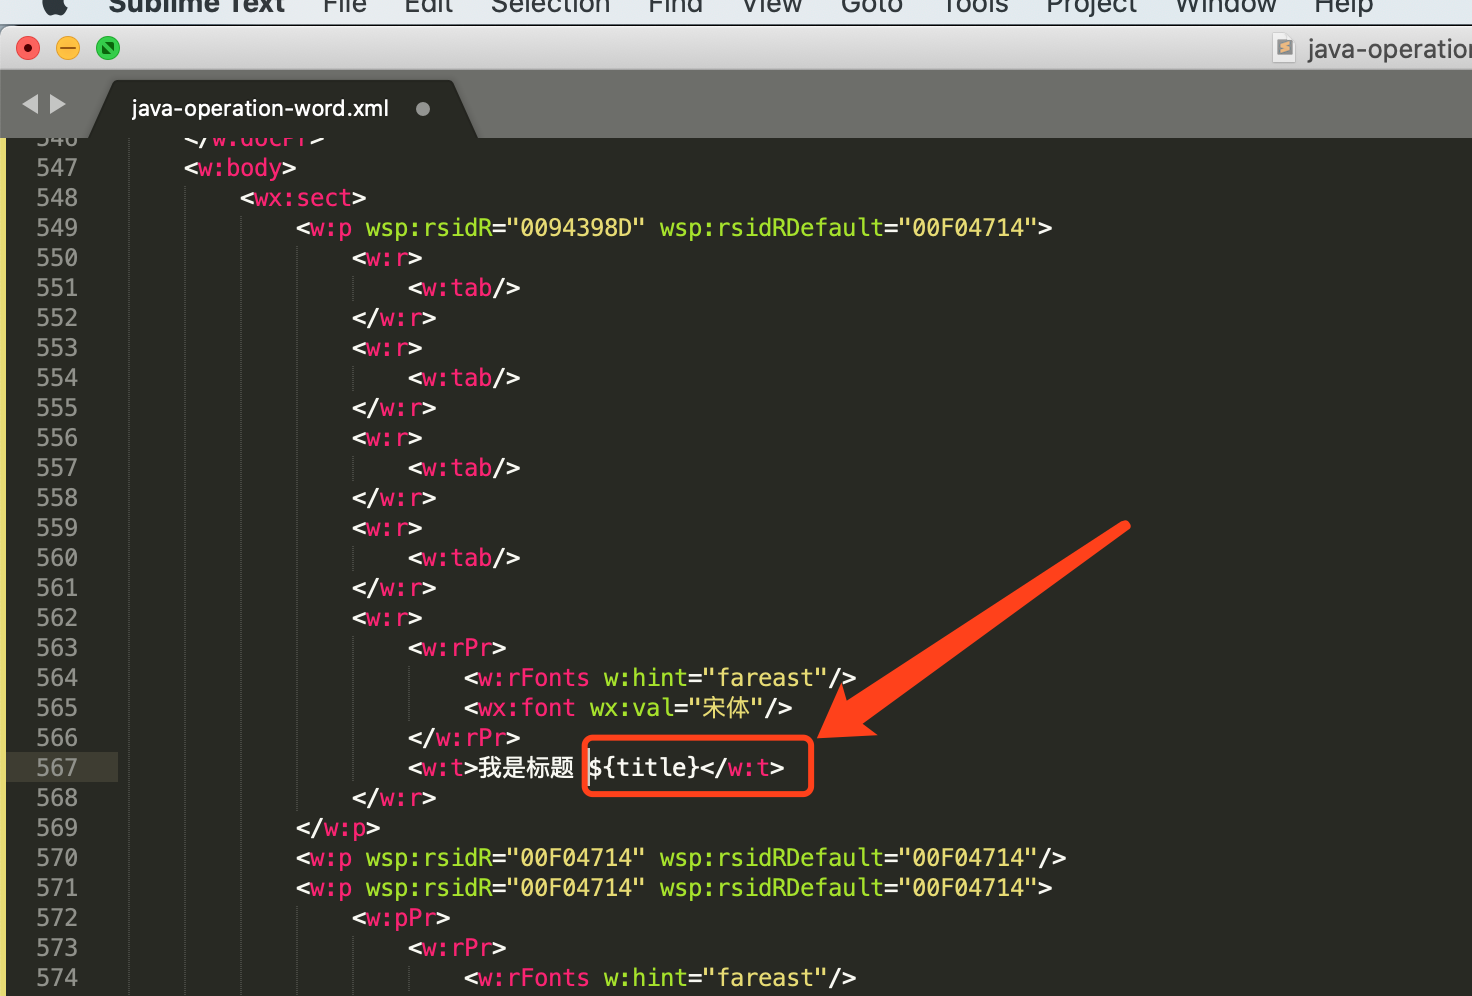 Sublime Text File Edit Selection Find View Goto Tools Project Window Help
java-operation
java-operation-word.xml
546 </w:docPr>
547 <w:body>
548 <wx:sect>
549 <w:p wsp:rsidR="0094398D" wsp:rsidRDefault="00F04714">
550 <w:r>
551 <w:tab/>
552 </w:r>
553 <w:r>
554 <w:tab/>
555 </w:r>
556 <w:r>
557 <w:tab/>
558 </w:r>
559 <w:r>
560 <w:tab/>
561 </w:r>
562 <w:r>
563 <w:rPr>
564 <w:rFonts w:hint="fareast"/>
565 <wx:font wx:val="宋体"/>
566 </w:rPr>
567 <w:t>我是标题 ${title}</w:t>
568 </w:r>
569 </w:p>
570 <w:p wsp:rsidR="00F04714" wsp:rsidRDefault="00F04714"/>
571 <w:p wsp:rsidR="00F04714" wsp:rsidRDefault="00F04714">
572 <w:pPr>
573 <w:rPr>
574 <w:rFonts w:hint="fareast"/>